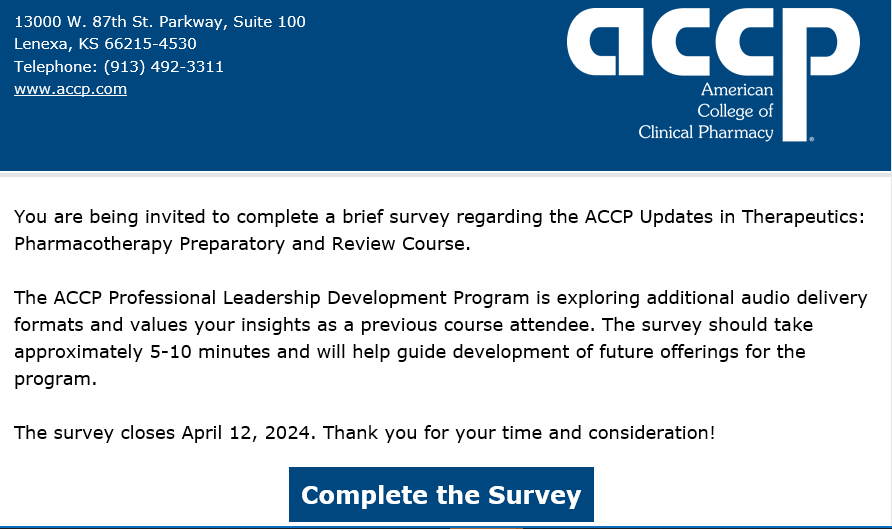 13000 W. 87th St. Parkway, Suite 100
Lenexa, KS 66215-4530
Telephone: (913) 492-3311
www.accp.com
accp
American
College of
Clinical Pharmacy
®
You are being invited to complete a brief survey regarding the ACCP Updates in Therapeutics:
Pharmacotherapy Preparatory and Review Course.
The ACCP Professional Leadership Development Program is exploring additional audio delivery
formats and values your insights as a previous course attendee. The survey should take
approximately 5-10 minutes and will help guide development of future offerings for the
program.
The survey closes April 12, 2024. Thank you for your time and consideration!
Complete the Survey